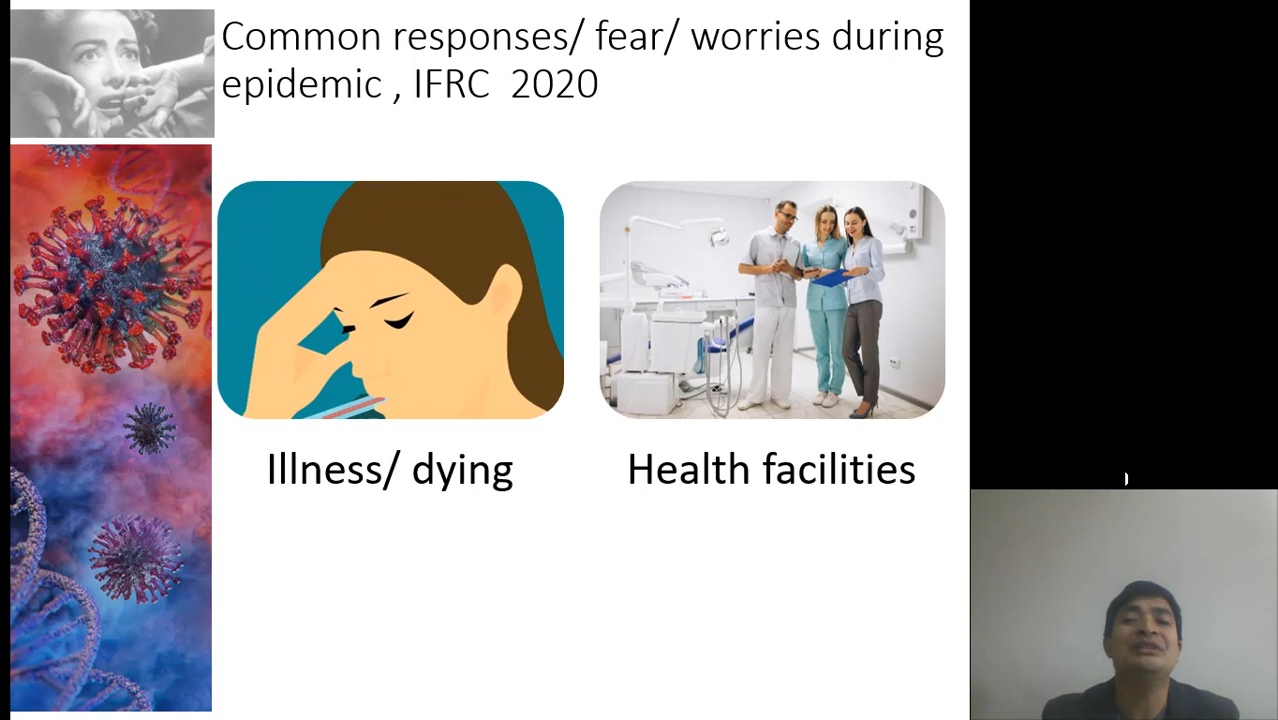 Common responses/ fear/ worries during
epidemic , IFRC  2020
Illness/ dying
Health facilities